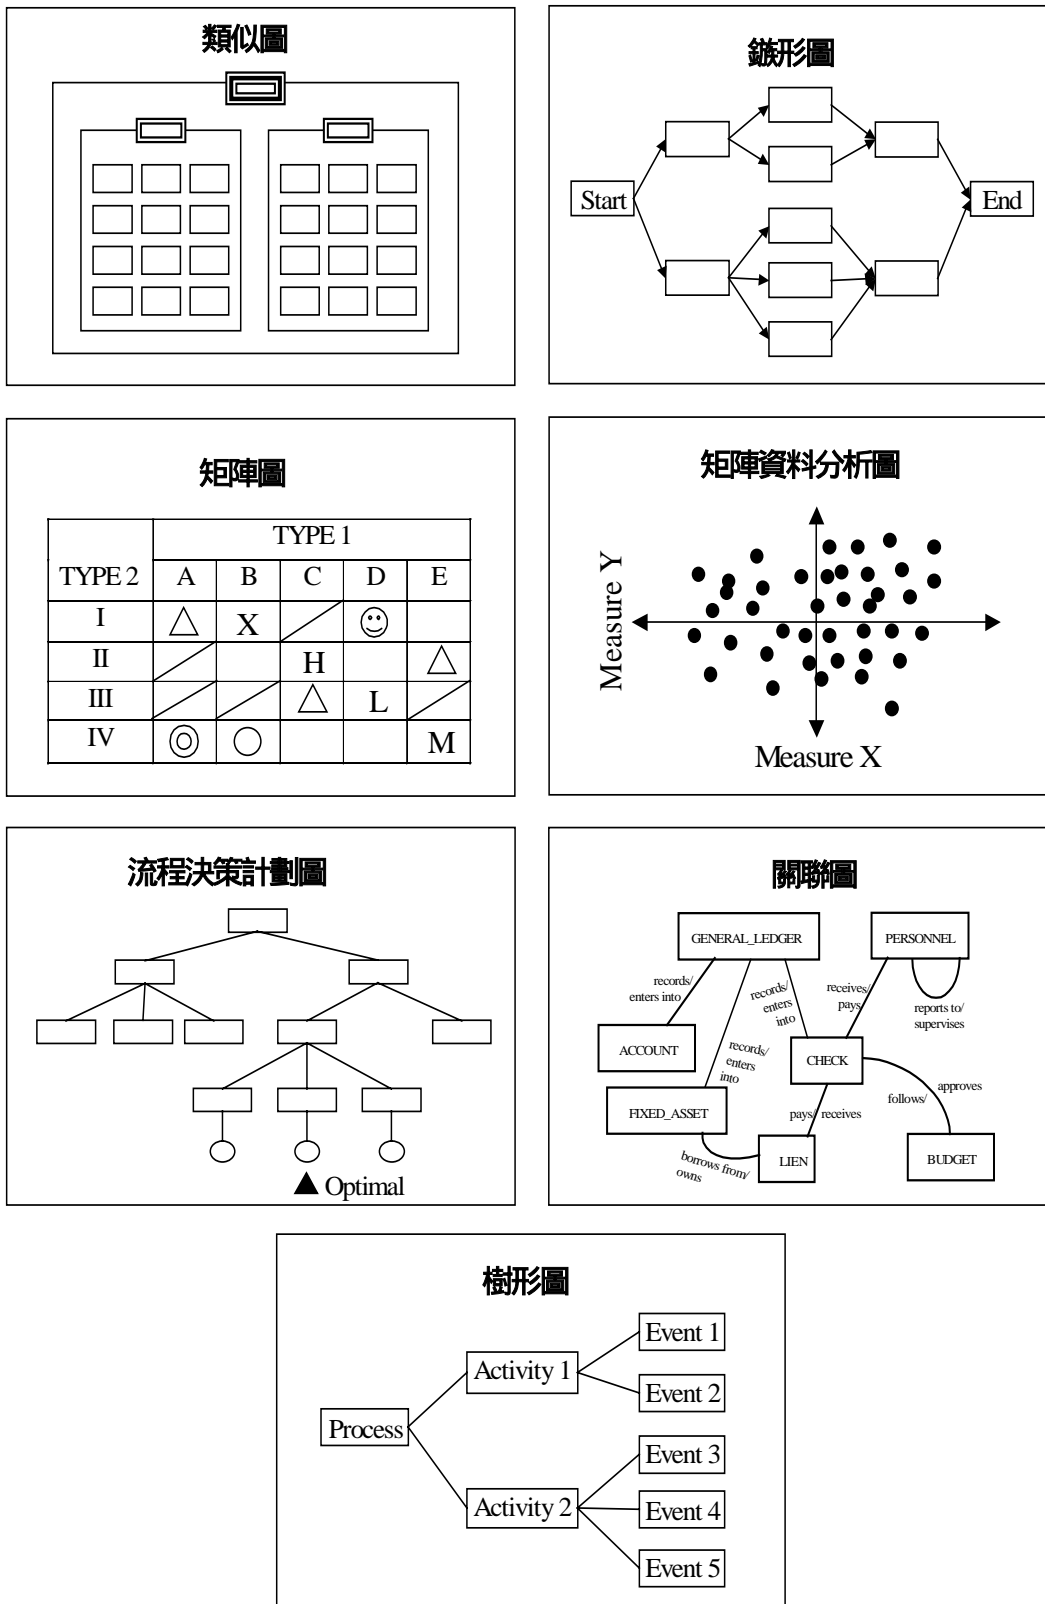 類似圖
鏃形圖
Start
End
矩陣圖
TYPE 1
TYPE 2 A B C D E
I X
II H
III L
IV M
矩陣資料分析圖
Measure Y
Measure X
流程決策計劃圖
Optimal
關聯圖
GENERAL_LEDGER
PERSONNEL
records/
enters into
records/
enters
into
receives/
pays
reports to/
supervises
ACCOUNT
records/
enters
into
CHECK
FIXED_ASSET
pays/ receives
follows/
approves
borrows from/
owns
LIEN
BUDGET
樹形圖
Process
Activity 1
Activity 2
Event 1
Event 2
Event 3
Event 4
Event 5